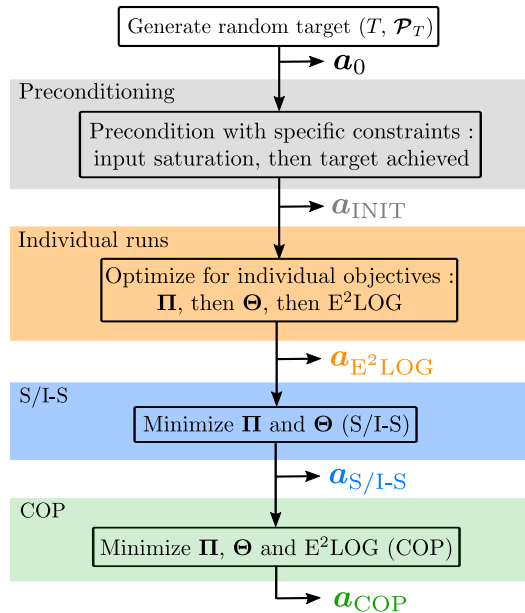 Generate random target (T, 𝓟_T)
a_0
Preconditioning
Precondition with specific constraints :
input saturation, then target achieved
a_INIT
Individual runs
Optimize for individual objectives :
Π, then Θ, then E²LOG
a_E²LOG
S/I-S
Minimize Π and Θ (S/I-S)
a_S/I-S
COP
Minimize Π, Θ and E²LOG (COP)
a_COP